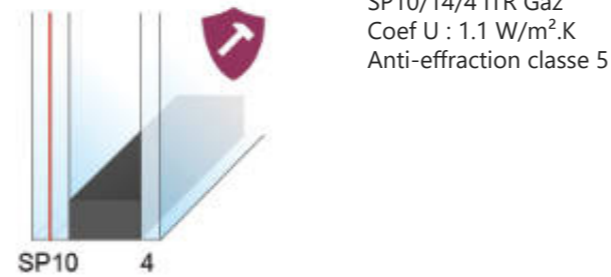 SP10/14/4 ITR Gaz
Coef U : 1.1 W/m².K
Anti-effraction classe 5
SP10 4